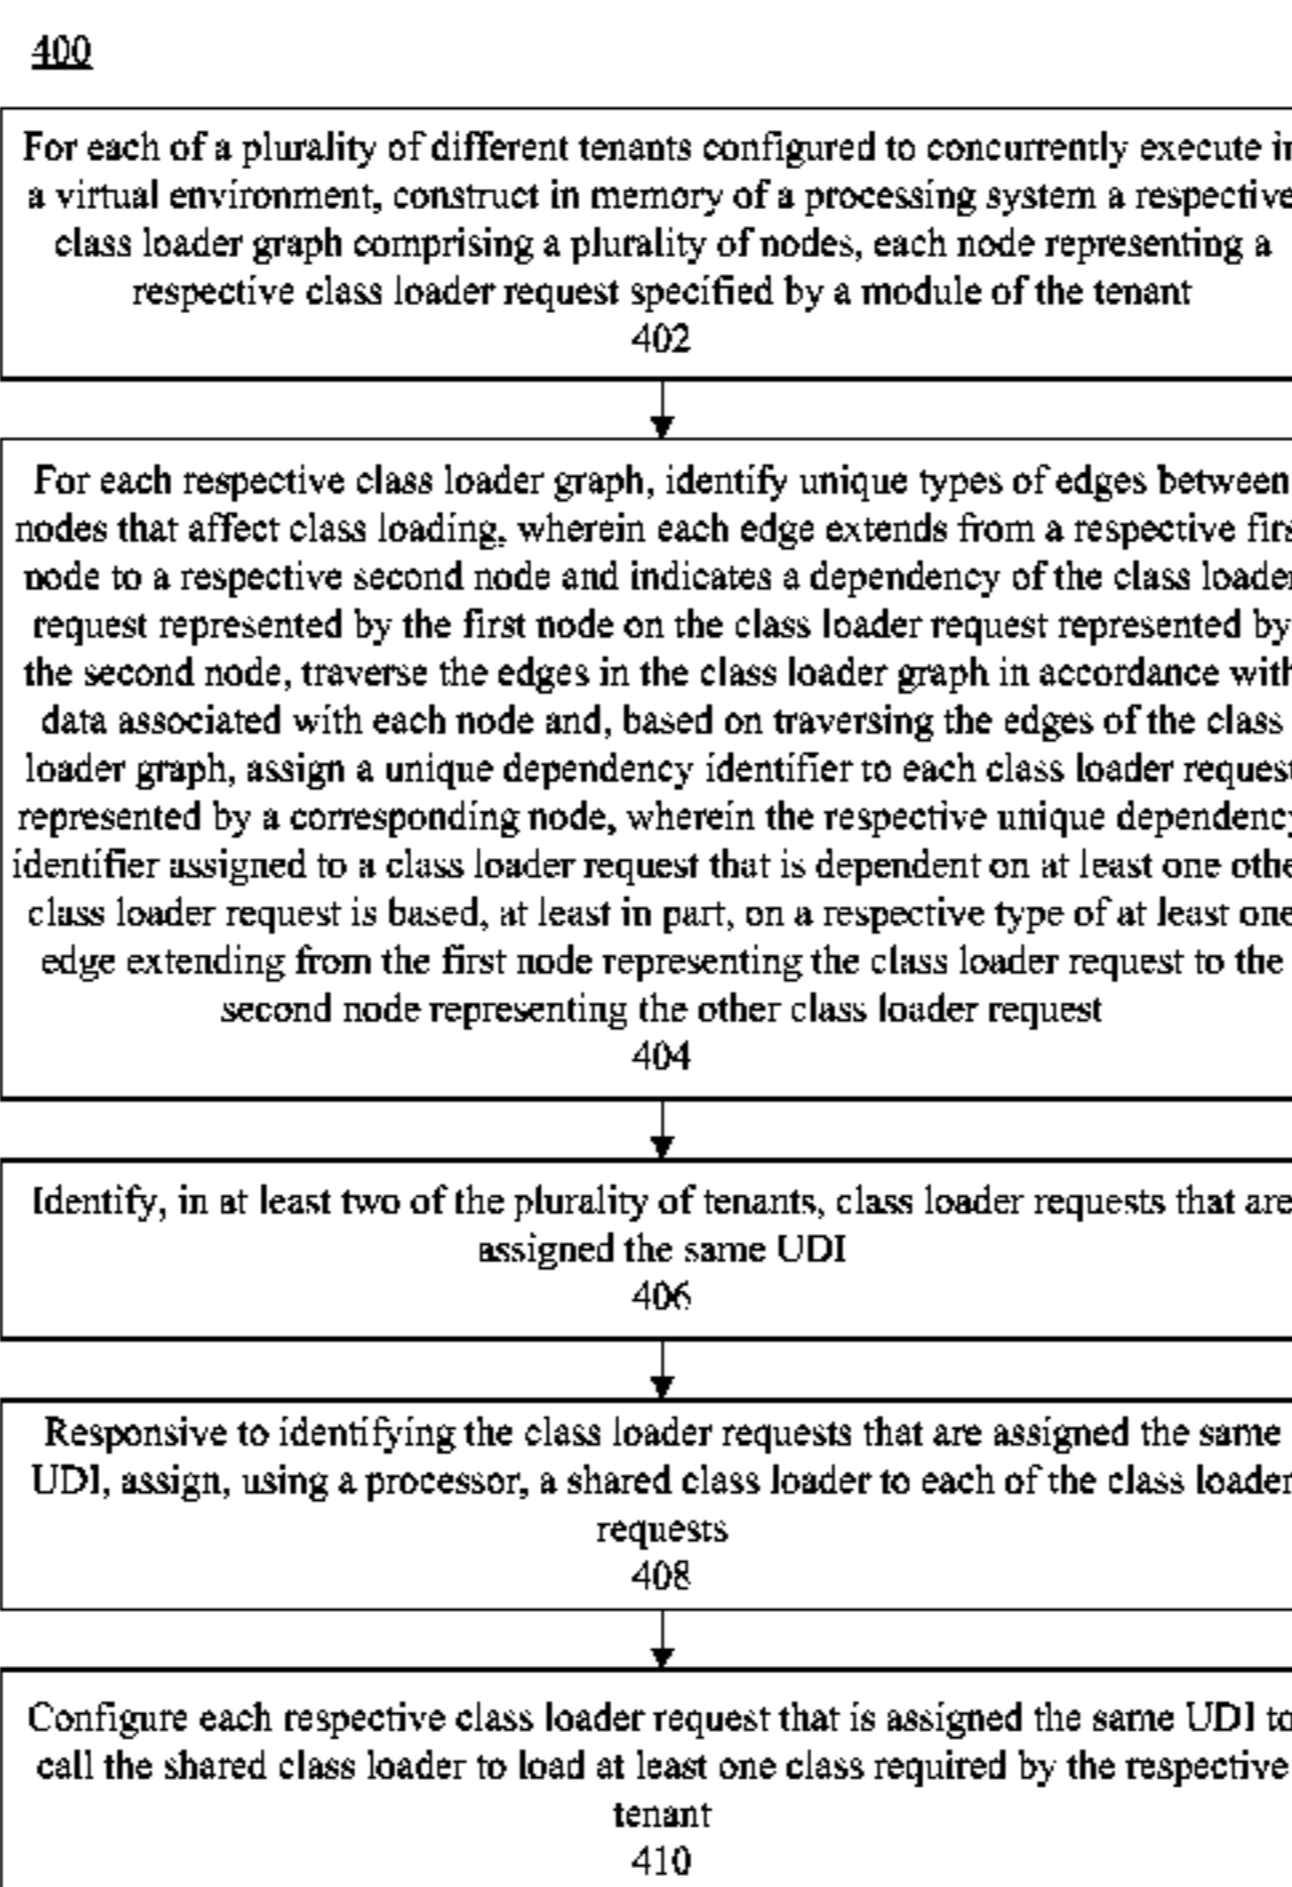 400
For each of a plurality of different tenants configured to concurrently execute in
a virtual environment, construct in memory of a processing system a respective
class loader graph comprising a plurality of nodes, each node representing a
respective class loader request specified by a module of the tenant
402
For each respective class loader graph, identify unique types of edges between
nodes that affect class loading, wherein each edge extends from a respective firs
node to a respective second node and indicates a dependency of the class loader
request represented by the first node on the class loader request represented by
the second node, traverse the edges in the class loader graph in accordance with
data associated with each node and, based on traversing the edges of the class
loader graph, assign a unique dependency identifier to each class loader request
represented by a corresponding node, wherein the respective unique dependency
identifier assigned to a class loader request that is dependent on at least one othe
class loader request is based, at least in part, on a respective type of at least one
edge extending from the first node representing the class loader request to the
second node representing the other class loader request
404
Identify, in at least two of the plurality of tenants, class loader requests that are
assigned the same UDI
406
Responsive to identifying the class loader requests that are assigned the same
UDI, assign, using a processor, a shared class loader to each of the class loader
requests
408
Configure each respective class loader request that is assigned the same UDI to
call the shared class loader to load at least one class required by the respective
tenant
410